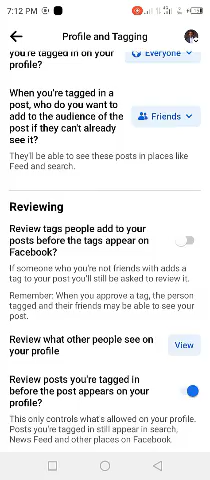 7:12 PM
Profile and Tagging
you're tagged in on your
profile?
Everyone
When you're tagged in a
post, who do you want to
add to the audience of the
post if they can't already
see it?
Friends
They'll be able to see these posts in places like
Feed and search.
Reviewing
Review tags people add to your
posts before the tags appear on
Facebook?
If someone who you're not friends with adds a
tag to your post you'll still be asked to review it.
Remember: When you approve a tag, the person
tagged and their friends may be able to see your
post.
Review what other people see on
your profile
View
Review posts you're tagged in
before the post appears on your
profile?
This only controls what's allowed on your profile.
Posts you're tagged in still appear in search,
News Feed and other places on Facebook.